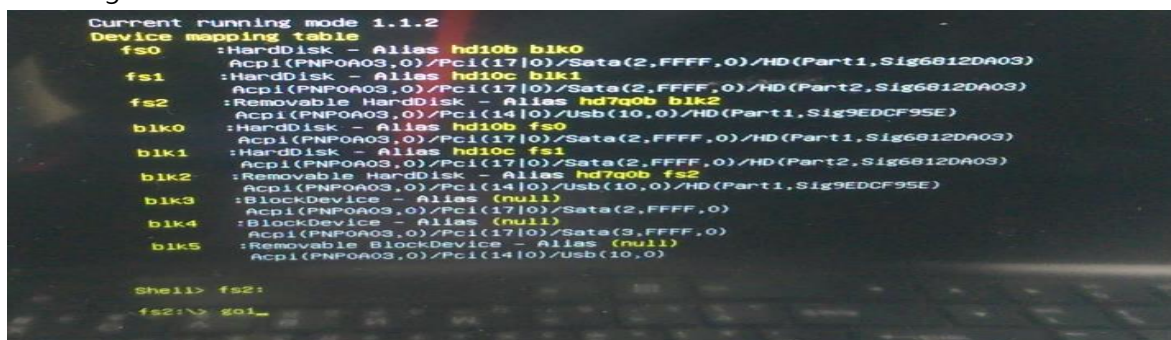 Current running mode 1.1.2
Device mapping table
fs0 :HardDisk - Alias hd10b blk0
Acpi(PNP0A03,0)/Pci(17|0)/Sata(2,FFFF,0)/HD(Part1,Sig6812DA03)
fs1 :HardDisk - Alias hd10c blk1
Acpi(PNP0A03,0)/Pci(17|0)/Sata(2,FFFF,0)/HD(Part2,Sig6812DA03)
fs2 :Removable HardDisk - Alias hd7q0b blk2
Acpi(PNP0A03,0)/Pci(14|0)/Usb(10,0)/HD(Part1,Sig9EDCF95E)
blk0 :HardDisk - Alias hd10b fs0
Acpi(PNP0A03,0)/Pci(17|0)/Sata(2,FFFF,0)/HD(Part1,Sig6812DA03)
blk1 :HardDisk - Alias hd10c fs1
Acpi(PNP0A03,0)/Pci(17|0)/Sata(2,FFFF,0)/HD(Part2,Sig6812DA03)
blk2 :Removable HardDisk - Alias hd7q0b fs2
Acpi(PNP0A03,0)/Pci(14|0)/Usb(10,0)/HD(Part1,Sig9EDCF95E)
blk3 :BlockDevice - Alias (null)
Acpi(PNP0A03,0)/Pci(17|0)/Sata(2,FFFF,0)
blk4 :BlockDevice - Alias (null)
Acpi(PNP0A03,0)/Pci(17|0)/Sata(3,FFFF,0)
blk5 :Removable BlockDevice - Alias (null)
Acpi(PNP0A03,0)/Pci(14|0)/Usb(10,0)
Shell> fs2:
fs2:\> go1_